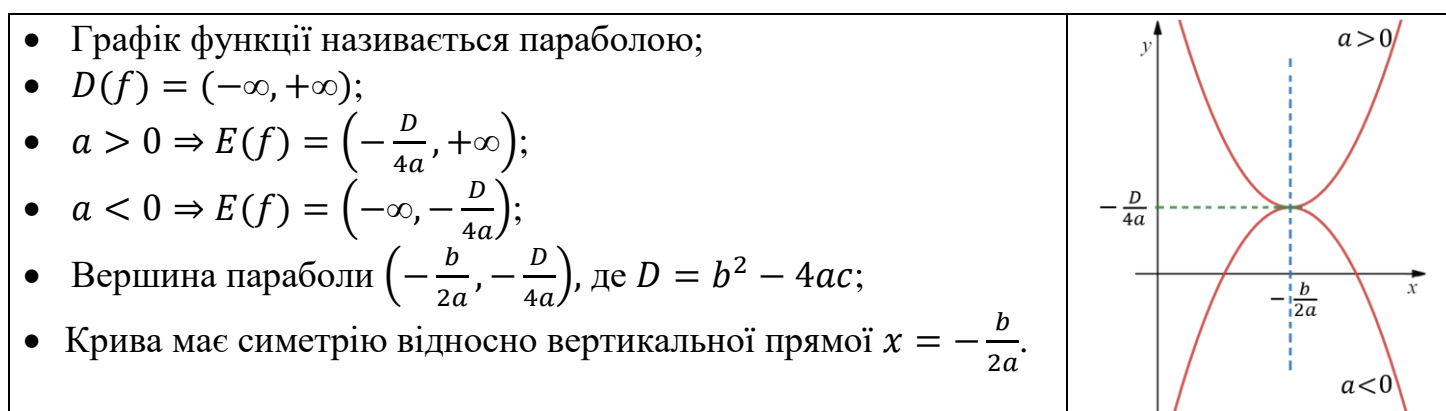 • Графік функції називається параболою;
• D(f) = (−∞, +∞);
• a > 0 ⇒ E(f) = (−D/4a, +∞);
• a < 0 ⇒ E(f) = (−∞, −D/4a);
• Вершина параболи (−b/2a, −D/4a), де D = b² − 4ac;
• Крива має симетрію відносно вертикальної прямої x = −b/2a.
y
a>0
−D/4a
x
−b/2a
a<0